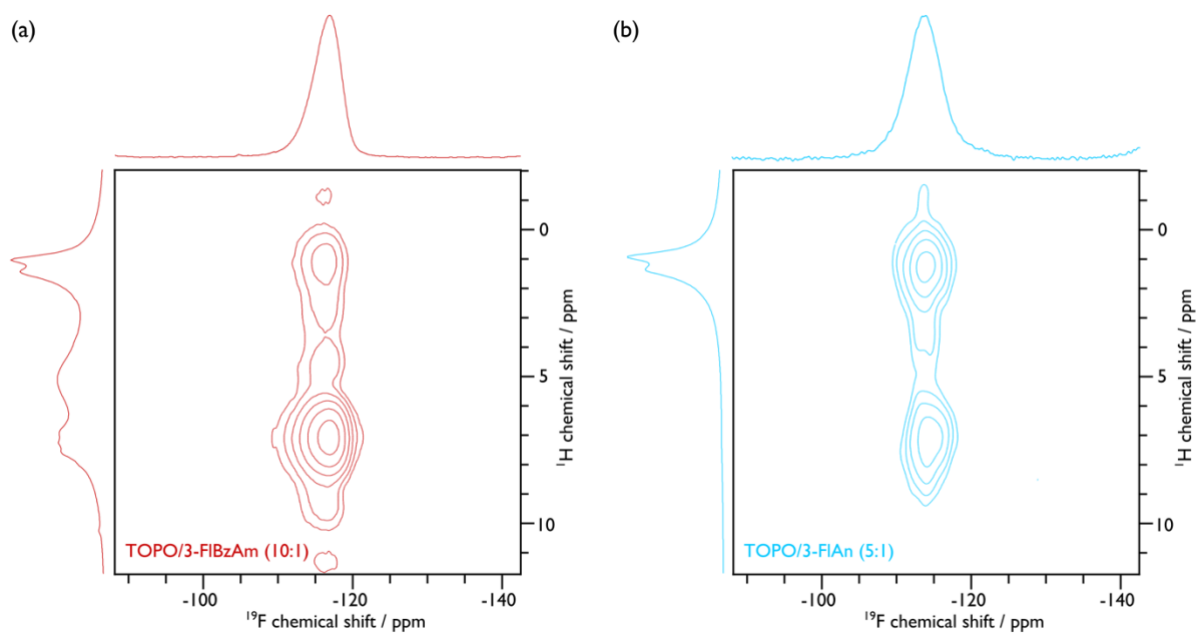 (a)
(b)
0
5
10
¹H chemical shift / ppm
TOPO/3-FlBzAm (10:1)
-100
-120
-140
¹⁹F chemical shift / ppm
0
5
10
¹H chemical shift / ppm
TOPO/3-FlAn (5:1)
-100
-120
-140
¹⁹F chemical shift / ppm